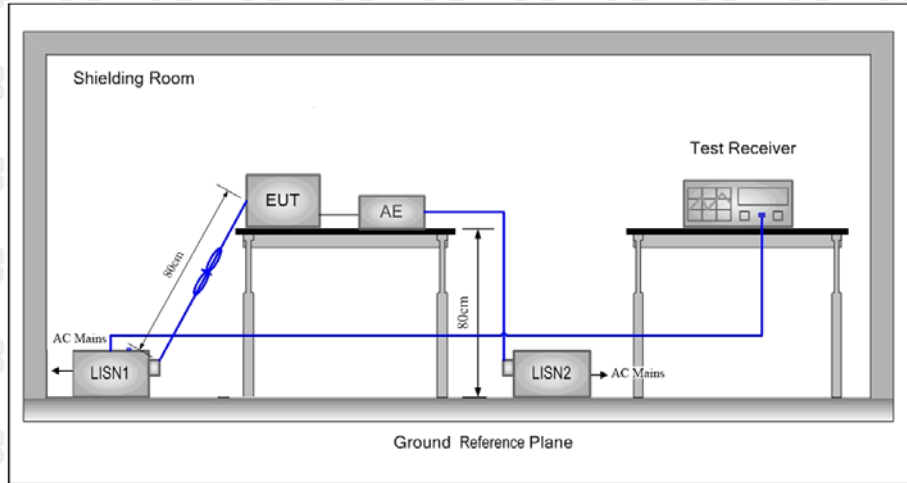 Shielding Room
Test Receiver
EUT
AE
80cm
80cm
AC Mains
LISN1
LISN2
AC Mains
Ground Reference Plane